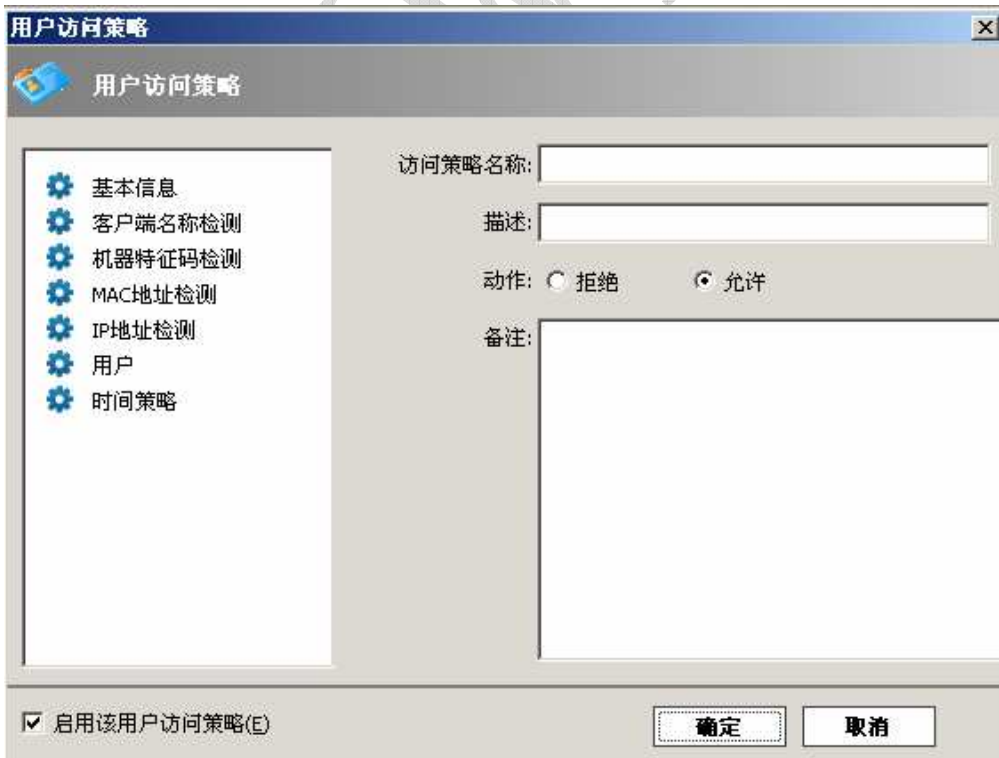 用户访问策略
用户访问策略
基本信息
客户端名称检测
机器特征码检测
MAC地址检测
IP地址检测
用户
时间策略
访问策略名称:
描述:
动作: 拒绝 允许
备注:
启用该用户访问策略(E)
确定 取消